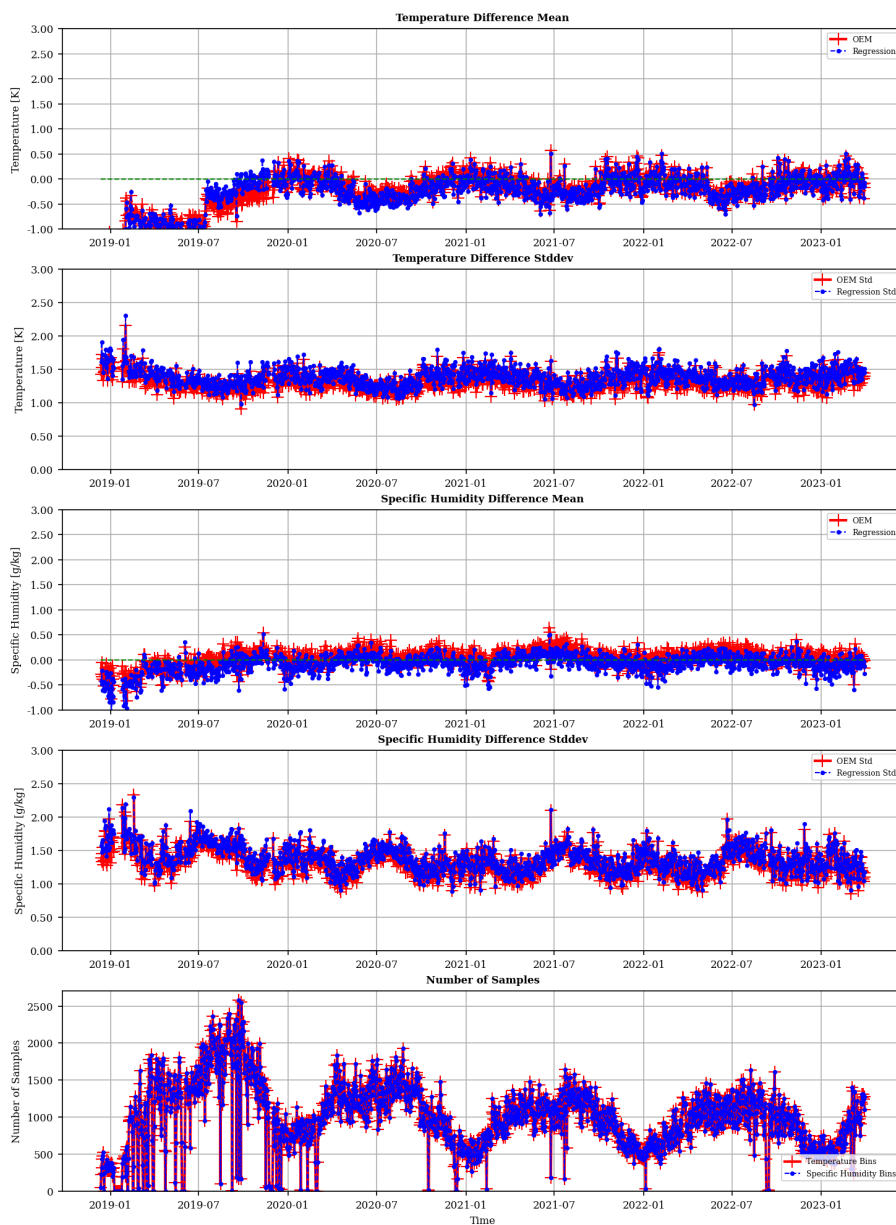 Temperature Difference Mean
3.00
2.50
2.00
1.50
1.00
0.50
0.00
-0.50
-1.00
Temperature [K]
OEM
Regression
2019-01 2019-07 2020-01 2020-07 2021-01 2021-07 2022-01 2022-07 2023-01
Temperature Difference Stddev
3.00
2.50
2.00
1.50
1.00
0.50
0.00
Temperature [K]
OEM Std
Regression Std
2019-01 2019-07 2020-01 2020-07 2021-01 2021-07 2022-01 2022-07 2023-01
Specific Humidity Difference Mean
3.00
2.50
2.00
1.50
1.00
0.50
0.00
-0.50
-1.00
Specific Humidity [g/kg]
OEM
Regression
2019-01 2019-07 2020-01 2020-07 2021-01 2021-07 2022-01 2022-07 2023-01
Specific Humidity Difference Stddev
3.00
2.50
2.00
1.50
1.00
0.50
0.00
Specific Humidity [g/kg]
OEM Std
Regression Std
2019-01 2019-07 2020-01 2020-07 2021-01 2021-07 2022-01 2022-07 2023-01
Number of Samples
2500
2000
1500
1000
500
0
Number of Samples
Temperature Bins
Specific Humidity Bins
2019-01 2019-07 2020-01 2020-07 2021-01 2021-07 2022-01 2022-07 2023-01
Time